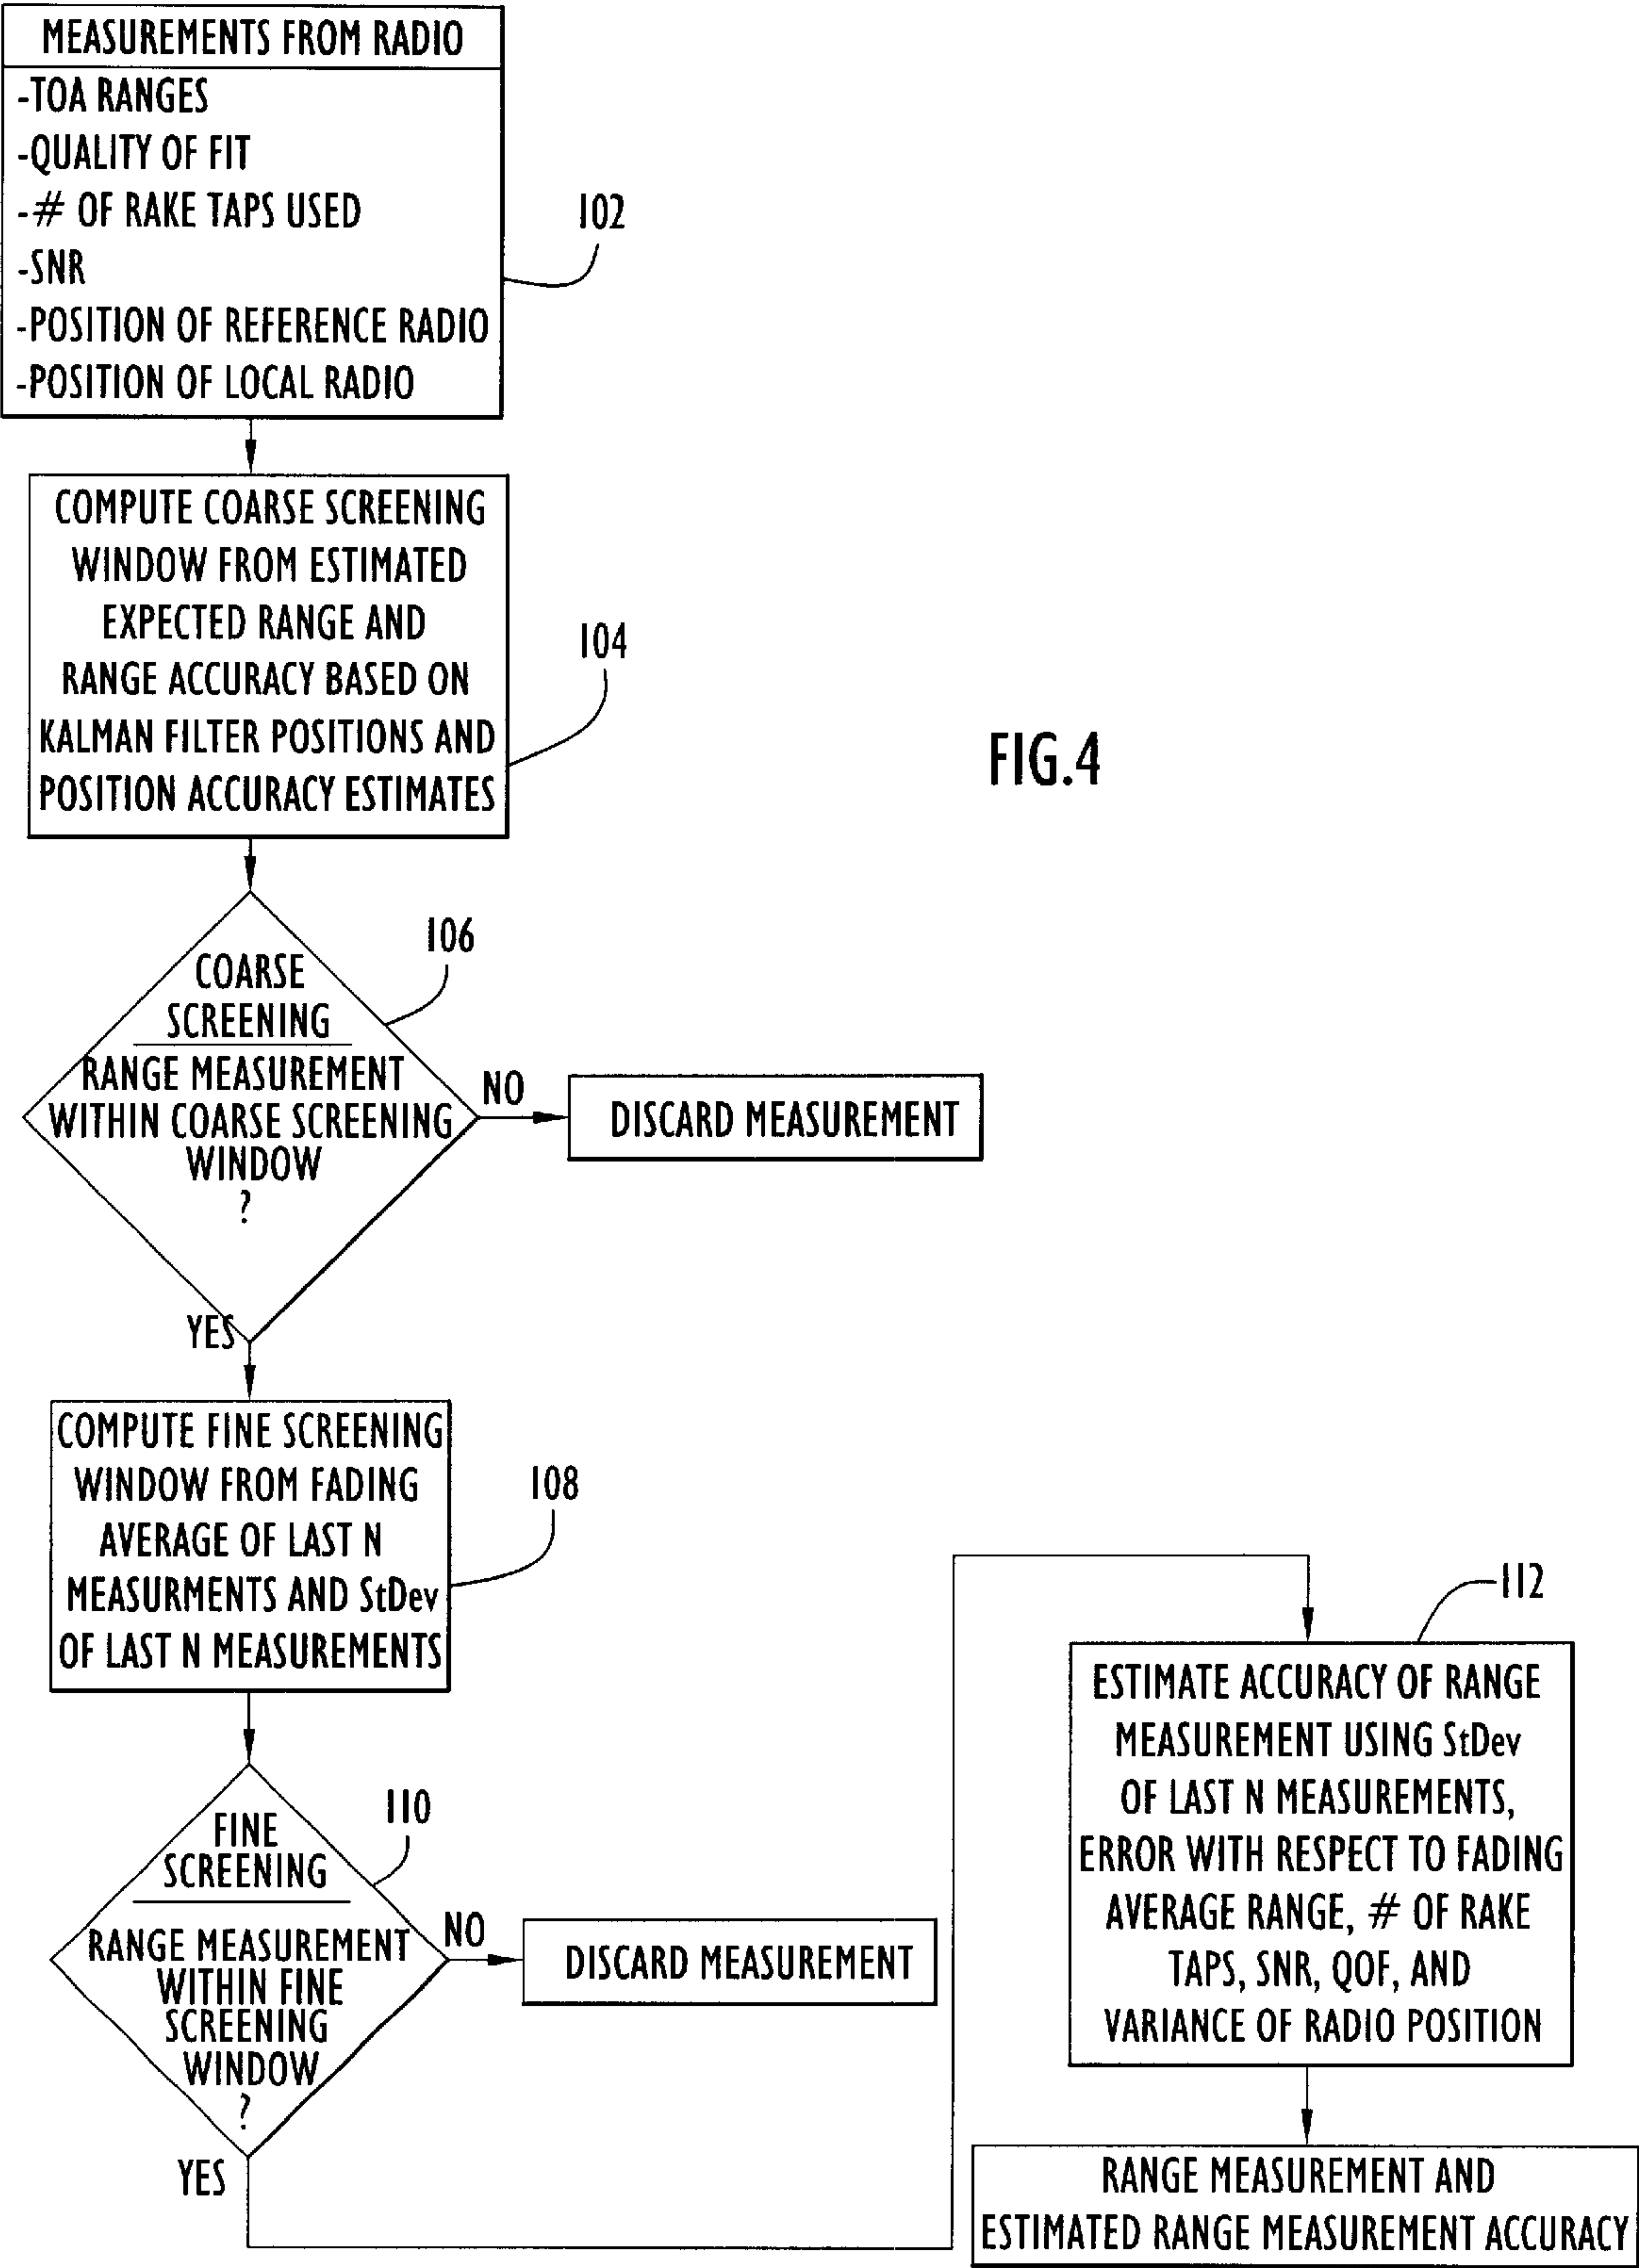 MEASUREMENTS FROM RADIO
-TOA RANGES
-QUALITY OF FIT
-# OF RAKE TAPS USED
-SNR
-POSITION OF REFERENCE RADIO
-POSITION OF LOCAL RADIO
102
COMPUTE COARSE SCREENING
WINDOW FROM ESTIMATED
EXPECTED RANGE AND
RANGE ACCURACY BASED ON
KALMAN FILTER POSITIONS AND
POSITION ACCURACY ESTIMATES
104
FIG.4
106
COARSE
SCREENING
RANGE MEASUREMENT
WITHIN COARSE SCREENING
WINDOW
?
NO
DISCARD MEASUREMENT
YES
COMPUTE FINE SCREENING
WINDOW FROM FADING
AVERAGE OF LAST N
MEASURMENTS AND StDev
OF LAST N MEASUREMENTS
108
110
FINE
SCREENING
RANGE MEASUREMENT
WITHIN FINE
SCREENING
WINDOW
?
NO
DISCARD MEASUREMENT
YES
112
ESTIMATE ACCURACY OF RANGE
MEASUREMENT USING StDev
OF LAST N MEASUREMENTS,
ERROR WITH RESPECT TO FADING
AVERAGE RANGE, # OF RAKE
TAPS, SNR, QOF, AND
VARIANCE OF RADIO POSITION
RANGE MEASUREMENT AND
ESTIMATED RANGE MEASUREMENT ACCURACY